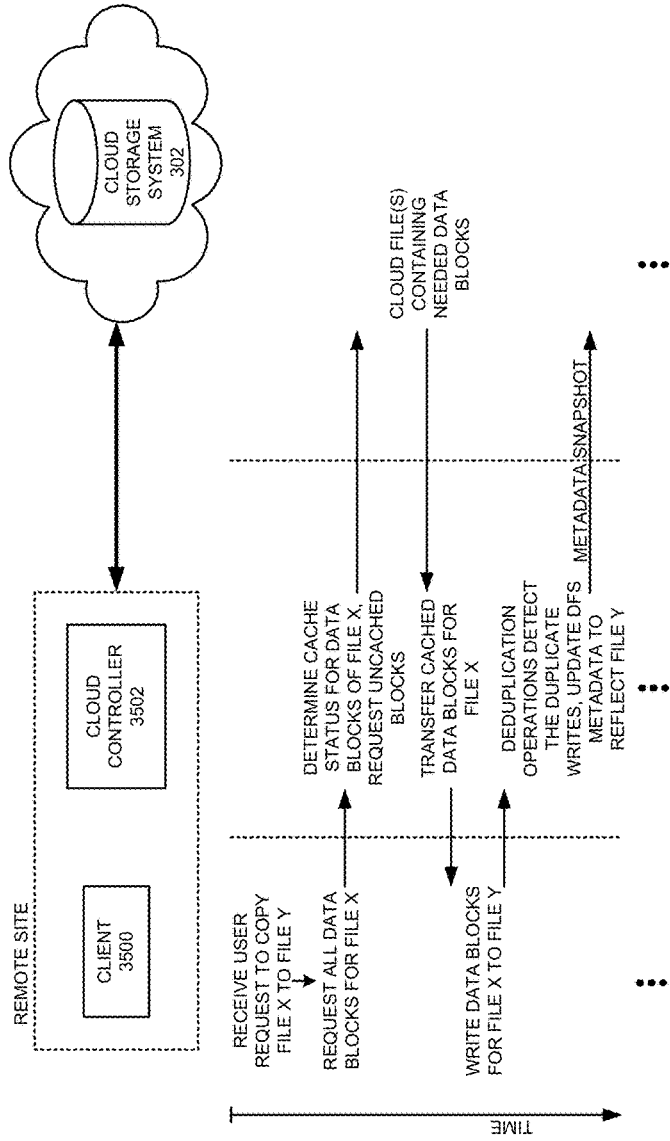 REMOTE SITE
CLIENT
3500
CLOUD
CONTROLLER
3502
CLOUD
STORAGE
SYSTEM
302
TIME
RECEIVE USER
REQUEST TO COPY
FILE X TO FILE Y
REQUEST ALL DATA
BLOCKS FOR FILE X
DETERMINE CACHE
STATUS FOR DATA
BLOCKS OF FILE X,
REQUEST UNCACHED
BLOCKS
CLOUD FILE(S)
CONTAINING
NEEDED DATA
BLOCKS
TRANSFER CACHED
DATA BLOCKS FOR
FILE X
WRITE DATA BLOCKS
FOR FILE X TO FILE Y
DEDUPLICATION
OPERATIONS DETECT
THE DUPLICATE
WRITES, UPDATE DFS
METADATA TO
REFLECT FILE Y
METADATA SNAPSHOT